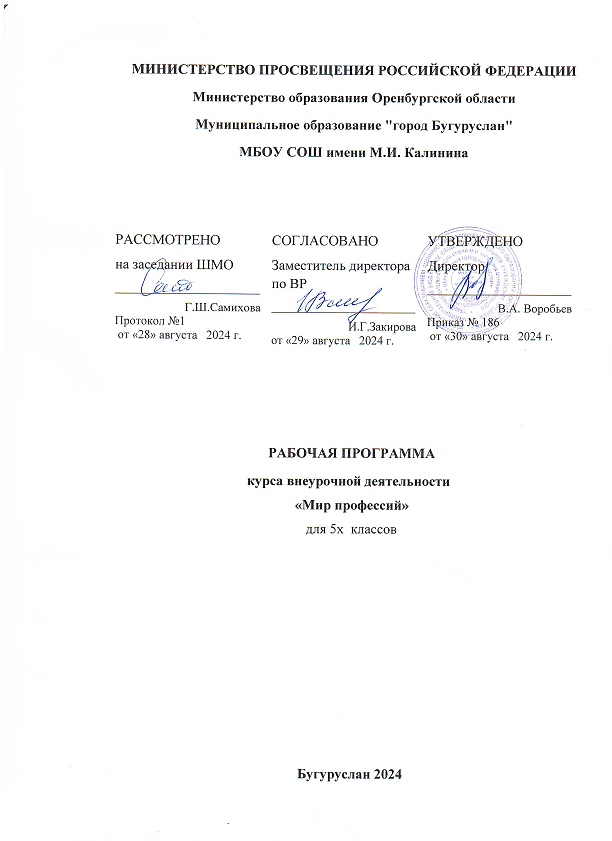 МИНИСТЕРСТВО ПРОСВЕЩЕНИЯ РОССИЙСКОЙ ФЕДЕРАЦИИ
Министерство образования Оренбургской области
Муниципальное образование "город Бугуруслан"
МБОУ СОШ имени М.И. Калинина
РАССМОТРЕНО
на заседании ШМО
Г.Ш.Самихова
Протокол №1
от «28» августа 2024 г.
СОГЛАСОВАНО
Заместитель директора
по ВР
И.Г.Закирова
от «29» августа 2024 г.
УТВЕРЖДЕНО
Директор
В.А. Воробьев
Приказ № 186
от «30» августа 2024 г.
РАБОЧАЯ ПРОГРАММА
курса внеурочной деятельности
«Мир профессий»
для 5х классов
Бугуруслан 2024